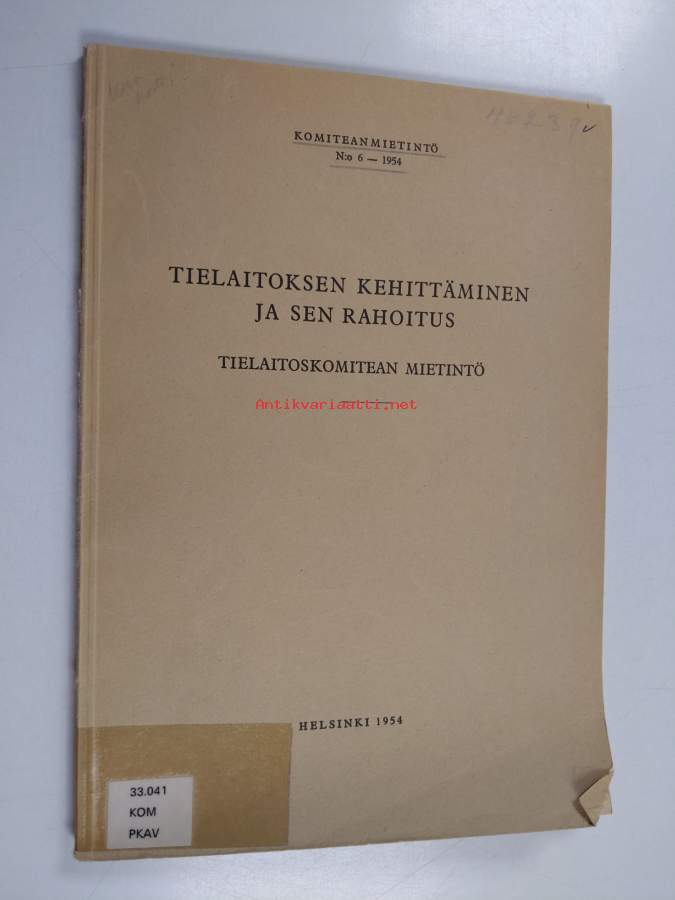 KOMITEANMIETINTÖ
N:o 6 — 1954
TIELAITOKSEN KEHITTÄMINEN
JA SEN RAHOITUS
TIELAITOSKOMITEAN MIETINTÖ
Antikvariaatti.net
HELSINKI 1954
33.041
KOM
PKAV